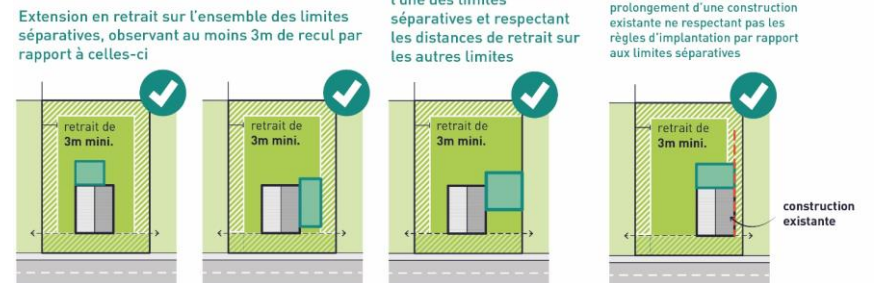 Extension en retrait sur l'ensemble des limites
séparatives, observant au moins 3m de recul par
rapport à celles-ci
l'une des limites
séparatives et respectant
les distances de retrait sur
les autres limites
prolongement d'une construction
existante ne respectant pas les
règles d'implantation par rapport
aux limites séparatives
retrait de
3m mini.
retrait de
3m mini.
retrait de
3m mini.
retrait de
3m mini.
construction
existante